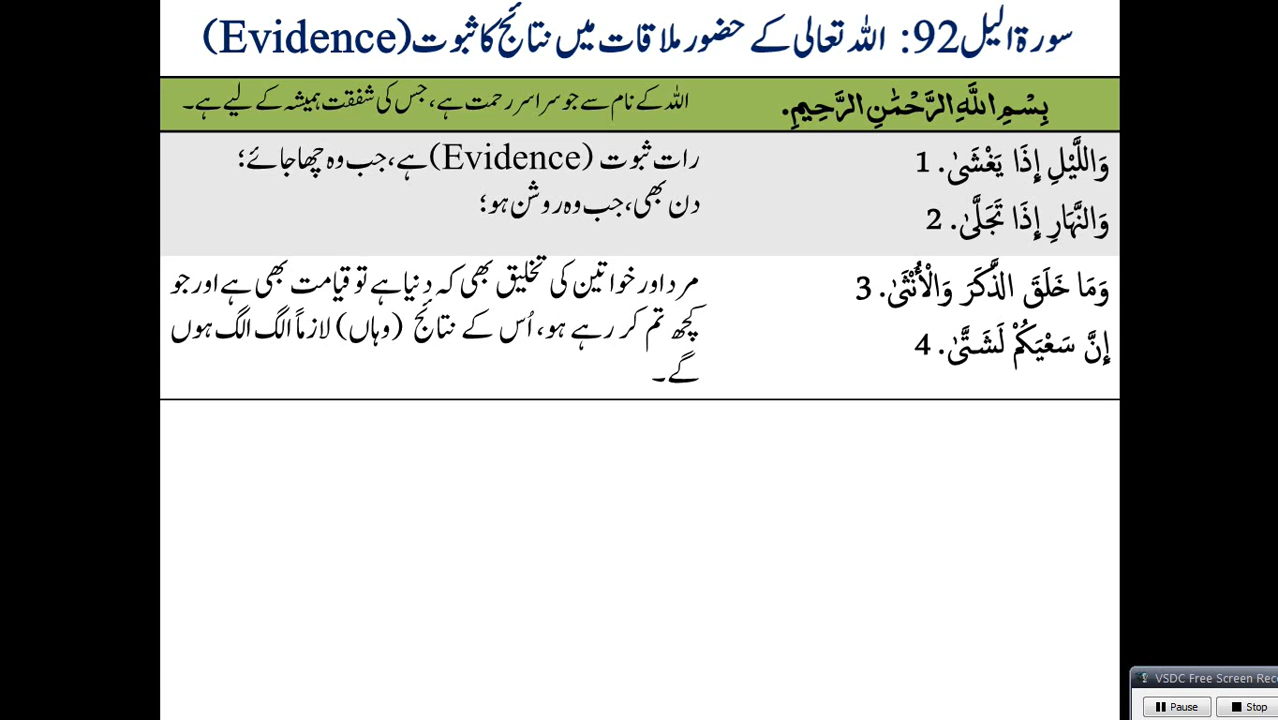 سورۃ الیل92: اللہ تعالی کے حضور ملاقات میں نتائج کا ثبوت (Evidence)
بِسْمِ اللَّهِ الرَّحْمَٰنِ الرَّحِيمِ.
اللہ کے نام سے جو سراسر رحمت ہے، جس کی شفقت ہمیشہ کے لیے ہے۔
وَاللَّيْلِ إِذَا يَغْشَىٰ. 1
وَالنَّهَارِ إِذَا تَجَلَّىٰ. 2
رات ثبوت (Evidence) ہے، جب وہ چھا جائے؛
دن بھی، جب وہ روشن ہو؛
وَمَا خَلَقَ الذَّكَرَ وَالْأُنْثَىٰ. 3
إِنَّ سَعْيَكُمْ لَشَتَّىٰ. 4
مرد اور خواتین کی تخلیق بھی کہ دنیا ہے تو قیامت بھی ہے اور جو
کچھ تم کر رہے ہو، اُس کے نتائج (وہاں) لازماً الگ الگ ہوں
گے۔
VSDC Free Screen Rec
Pause
Stop